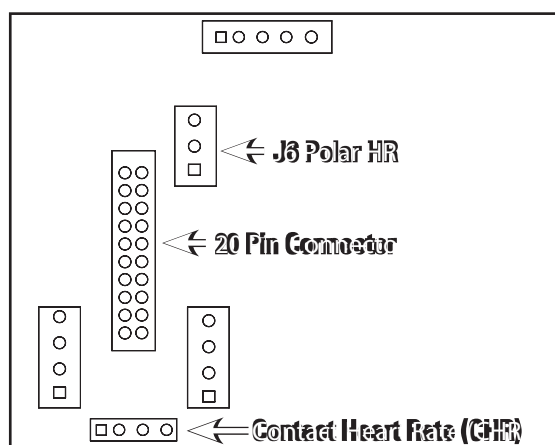 J6 Polar HR
20 Pin Connector
Contact Heart Rate (CHR)